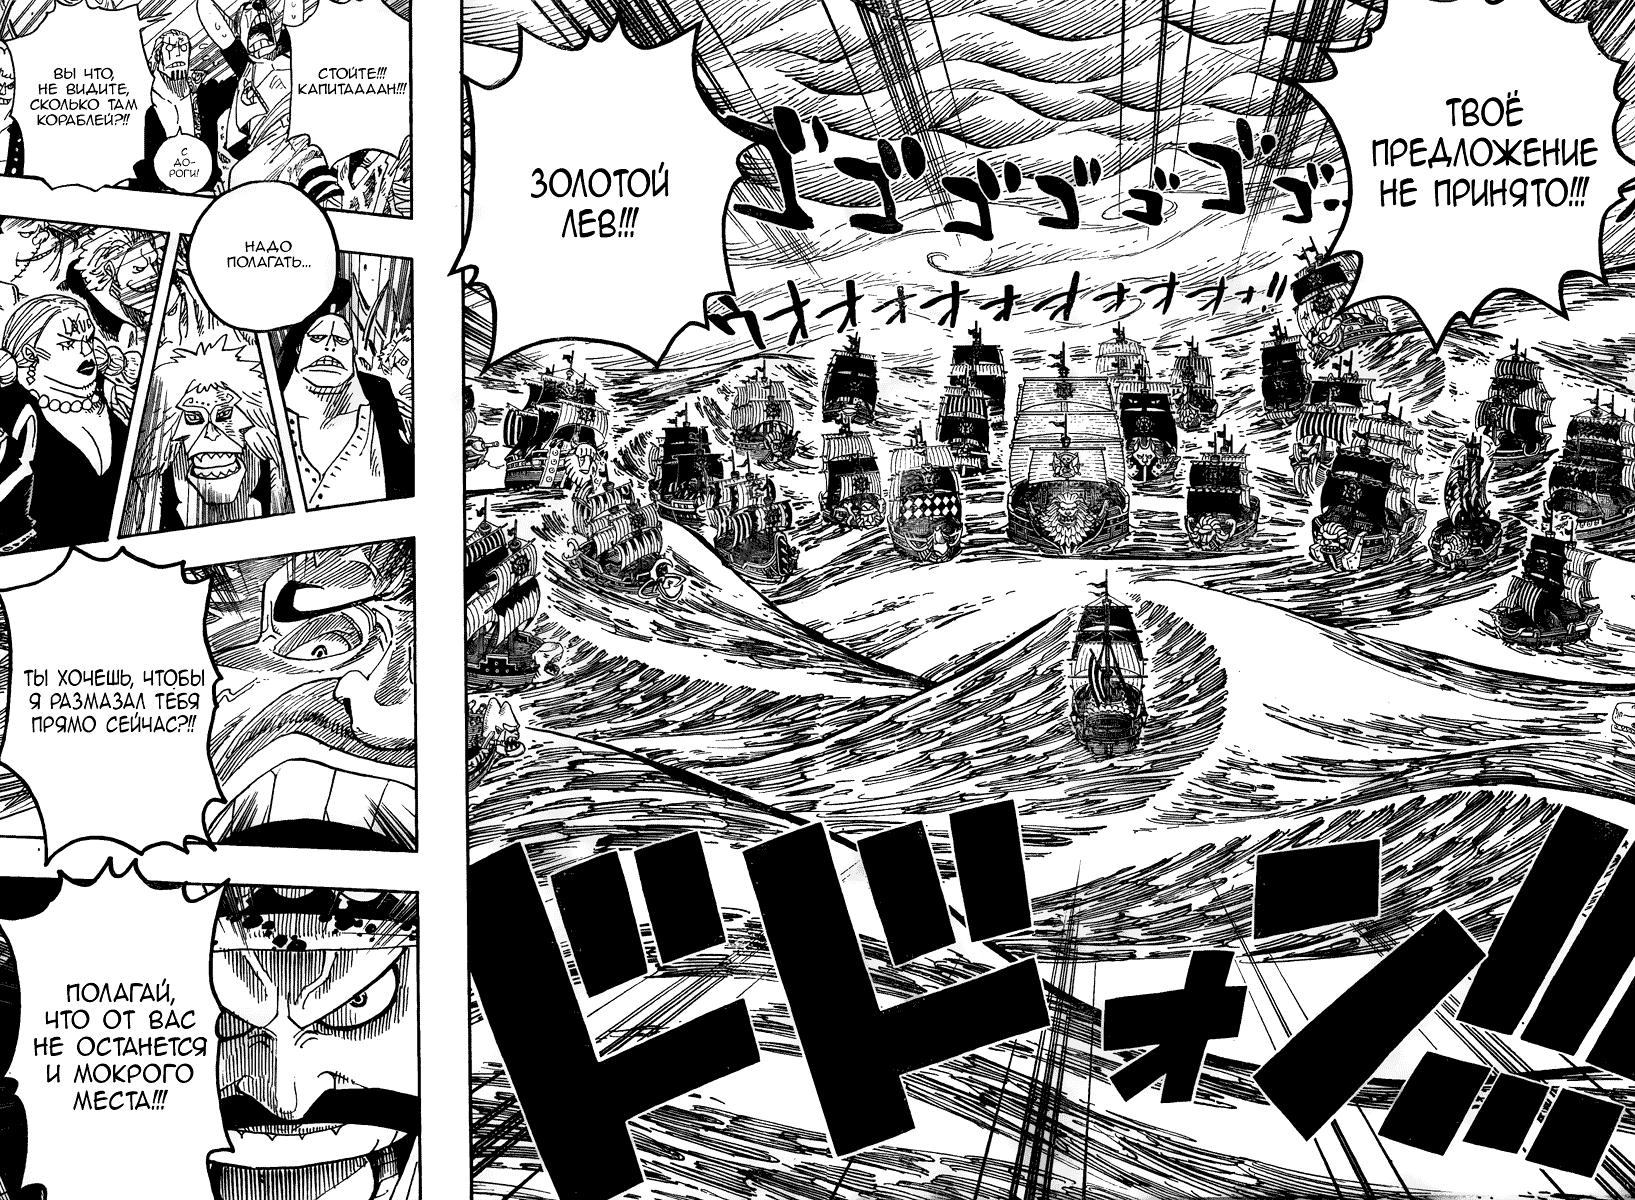 ТВОЁ
ПРЕДЛОЖЕНИЕ
НЕ ПРИНЯТО!!!
ЗОЛОТОЙ
ЛЕВ!!!
ゴゴゴゴゴゴゴ
ウオオオオオオオオオオオ!!
ドドォン!!!
СТОЙТЕ!!!
КАПИТАААН!!!
С
ДО-
РОГИ!
ВЫ ЧТО,
НЕ ВИДИТЕ,
СКОЛЬКО ТАМ
КОРАБЛЕЙ?!!
НАДО
ПОЛАГАТЬ...
ТЫ ХОЧЕШЬ, ЧТОБЫ
Я РАЗМАЗАЛ ТЕБЯ
ПРЯМО СЕЙЧАС?!!
ПОЛАГАЙ,
ЧТО ОТ ВАС
НЕ ОСТАНЕТСЯ
И МОКРОГО
МЕСТА!!!